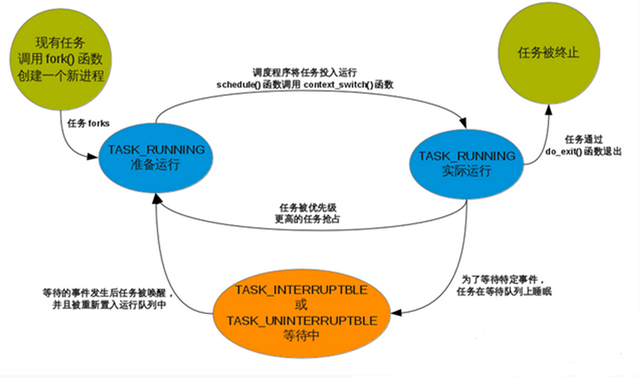 现有任务
调用 fork() 函数
创建一个新进程
任务被终止
调度程序将任务投入运行
schedule() 函数调用 context_switch() 函数
任务 forks
任务通过
do_exit() 函数退出
TASK_RUNNING
准备运行
TASK_RUNNING
实际运行
任务被优先级
更高的任务抢占
等待的事件发生后任务被唤醒，
并且被重新置入运行队列中
TASK_INTERRUPTBLE
或
TASK_UNINTERRUPTBLE
等待中
为了等待特定事件，
任务在等待队列上睡眠